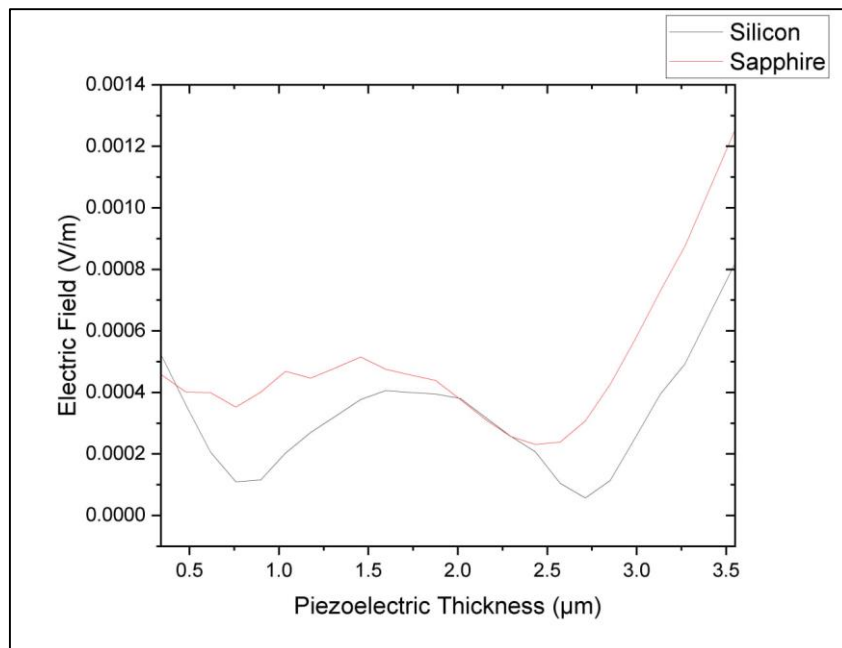 Silicon
Sapphire
0.0014
0.0012
0.0010
0.0008
0.0006
0.0004
0.0002
0.0000
Electric Field (V/m)
0.5 1.0 1.5 2.0 2.5 3.0 3.5
Piezoelectric Thickness (µm)